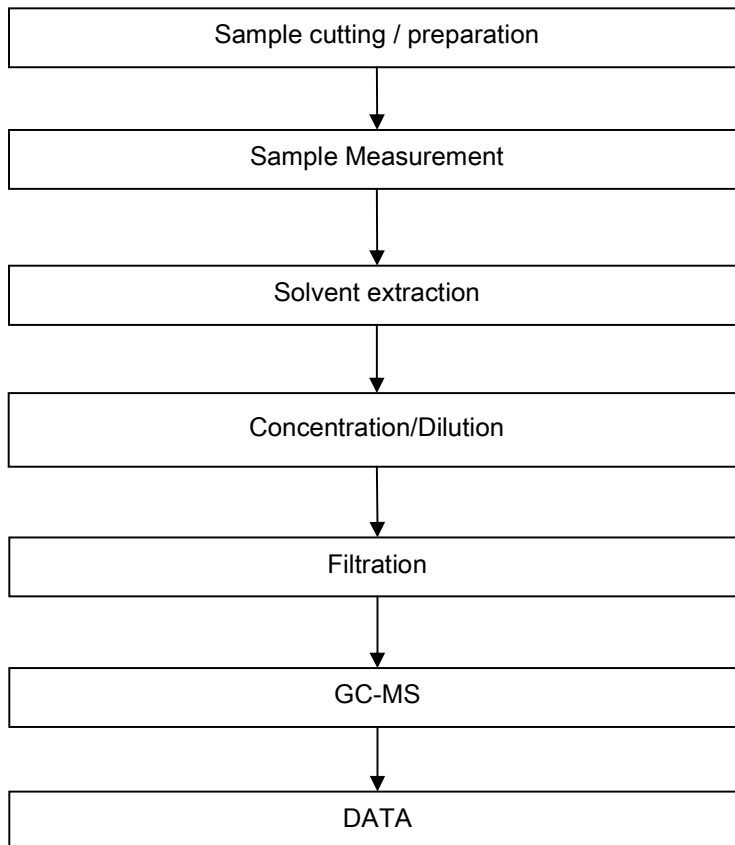 Sample cutting / preparation
Sample Measurement
Solvent extraction
Concentration/Dilution
Filtration
GC-MS
DATA